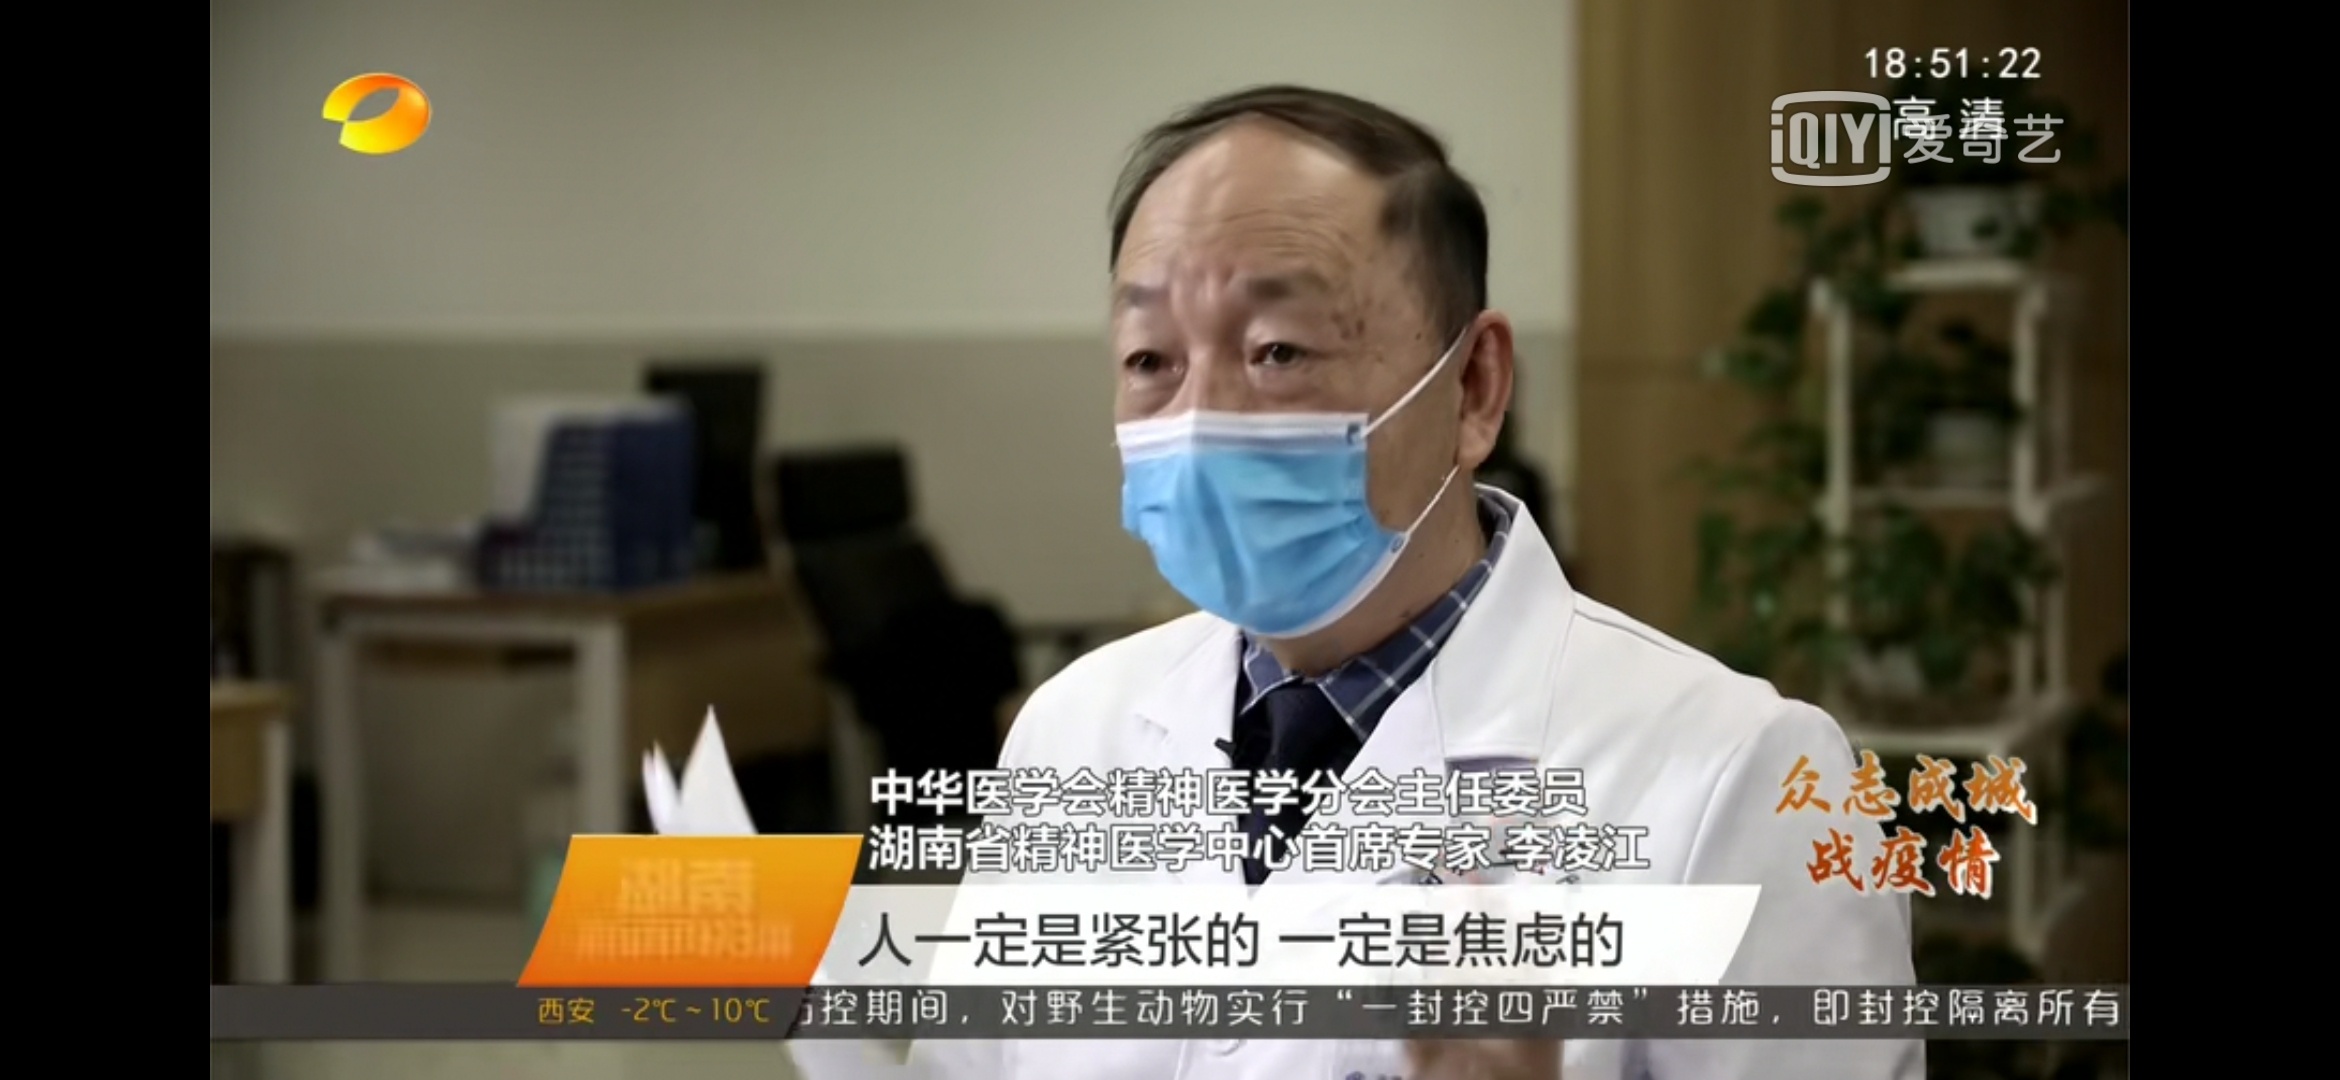 18:51:22
高清
iQIYI 爱奇艺
中华医学会精神医学分会主任委员
湖南省精神医学中心首席专家 李凌江
众志成城
战疫情
湖南
人一定是紧张的 一定是焦虑的
西安 -2℃~10℃ 控期间，对野生动物实行“一封控四严禁”措施，即封控隔离所有